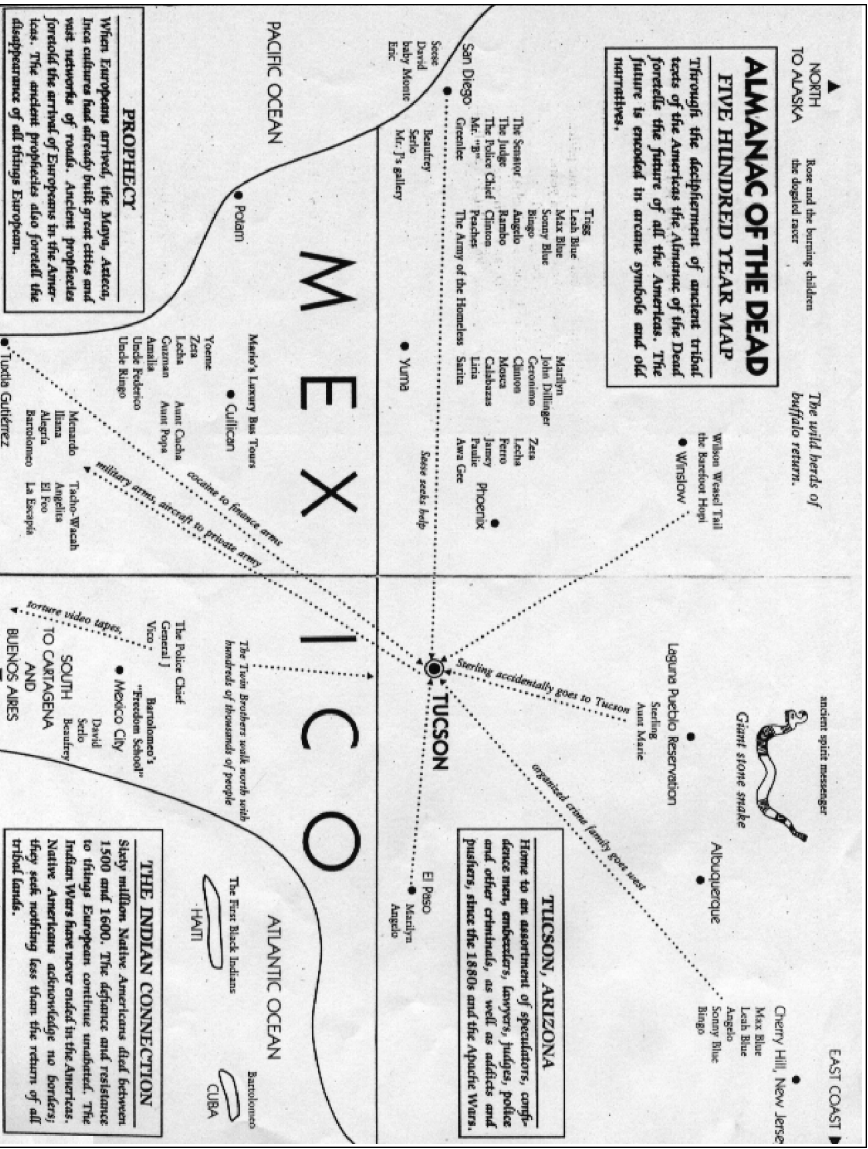 NORTH
TO ALASKA
Rose and the burning children
the dogsled racer
The wild herds of
buffalo return.
ALMANAC OF THE DEAD
FIVE HUNDRED YEAR MAP
Through the decipherment of ancient tribal
texts of the Americas the Almanac of the Dead
foretells the future of all the Americas. The
future is encoded in arcane symbols and old
narratives.
Wilson Weasel Tail
the Barefoot Hopi
Winslow
ancient spirit messenger
Giant stone snake
EAST COAST
Cherry Hill, New Jerse
Max Blue
Leah Blue
Angelo
Sonny Blue
Bingo
Albuquerque
Laguna Pueblo Reservation
Sterling
Aunt Marie
Sterling accidentally goes to Tucson
organized crime family goes west
TUCSON, ARIZONA
Home to an assortment of speculators, confi-
dence men, embezzlers, lawyers, judges, police
and other criminals, as well as addicts and
pushers, since the 1880s and the Apache Wars.
Trigg
Leah Blue
Max Blue
Sonny Blue
Bingo
Angelo
Rambo
Clinton
Peaches
The Army of the Homeless
The Senator
The Judge
The Police Chief
Mr. "B"
Greenlee
Marilyn
John Dillinger
Geronimo
Clinton
Mosca
Calabazas
Liria
Sarita
Zeta
Lecha
Ferro
Jamey
Paulie
Awa Gee
Phoenix
San Diego
Seese
David
baby Monte
Eric
Beaufrey
Serlo
Mr. J's gallery
Yuma
Seese seeks help
TUCSON
El Paso
Marilyn
Angelo
PACIFIC OCEAN
MEXICO
Potam
Mario's Luxury Bus Tours
Culiican
Yoeme
Zeta
Lecha
Guzman
Amalia
Uncle Federico
Uncle Ringo
Aunt Cucha
Aunt Popa
cocaine to finance arms
military arms, aircraft to private army
The Twin Brothers walk north with
hundreds of thousands of people
ATLANTIC OCEAN
The First Black Indians
HAITI
Bartolomeo
CUBA
PROPHECY
When Europeans arrived, the Maya, Azteca,
Inca cultures had already built great cities and
vast networks of roads. Ancient prophecies
foretold the arrival of Europeans in the Amer-
icas. The ancient prophecies also foretell the
disappearance of all things European.
Menardo
Iliana
Alegría
Bartolomeo
Tacho-Wacah
Angelita
El Feo
La Escapía
Tuxtla Gutiérrez
The Police Chief
General J
Vico
torture video tapes.
Bartolomeo's
"Freedom School"
Mexico City
David
Serlo
Beaufrey
SOUTH
TO CARTAGENA
AND
BUENOS AIRES
THE INDIAN CONNECTION
Sixty million Native Americans died between
1500 and 1600. The defiance and resistance
to things European continue unabated. The
Indian Wars have never ended in the Americas.
Native Americans acknowledge no borders;
they seek nothing less than the return of all
tribal lands.